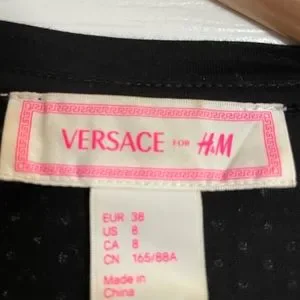 VERSACE FOR H&M
EUR 38
US 8
CA 8
CN 165/88A
Made in
China